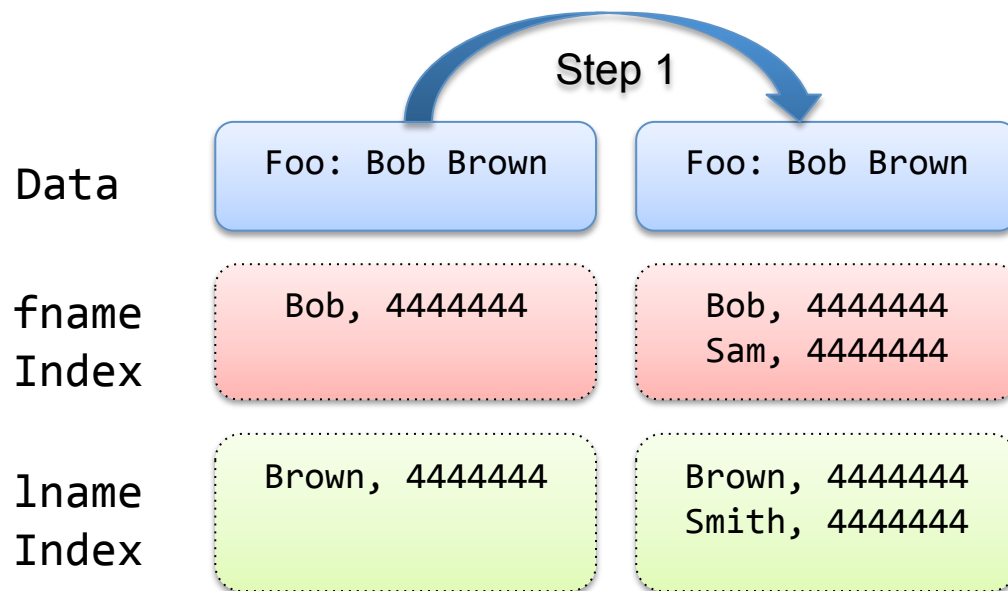 Step 1
Data
Foo: Bob Brown
Foo: Bob Brown
fname
Index
Bob, 4444444
Bob, 4444444
Sam, 4444444
lname
Index
Brown, 4444444
Brown, 4444444
Smith, 4444444